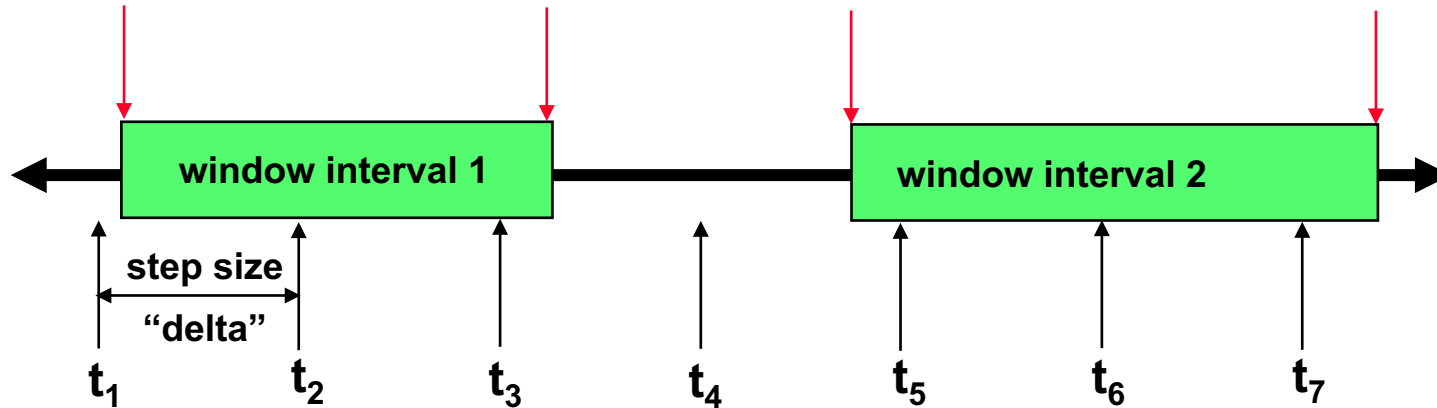 window interval 1
window interval 2
step size
“delta”
t₁
t₂
t₃
t₄
t₅
t₆
t₇